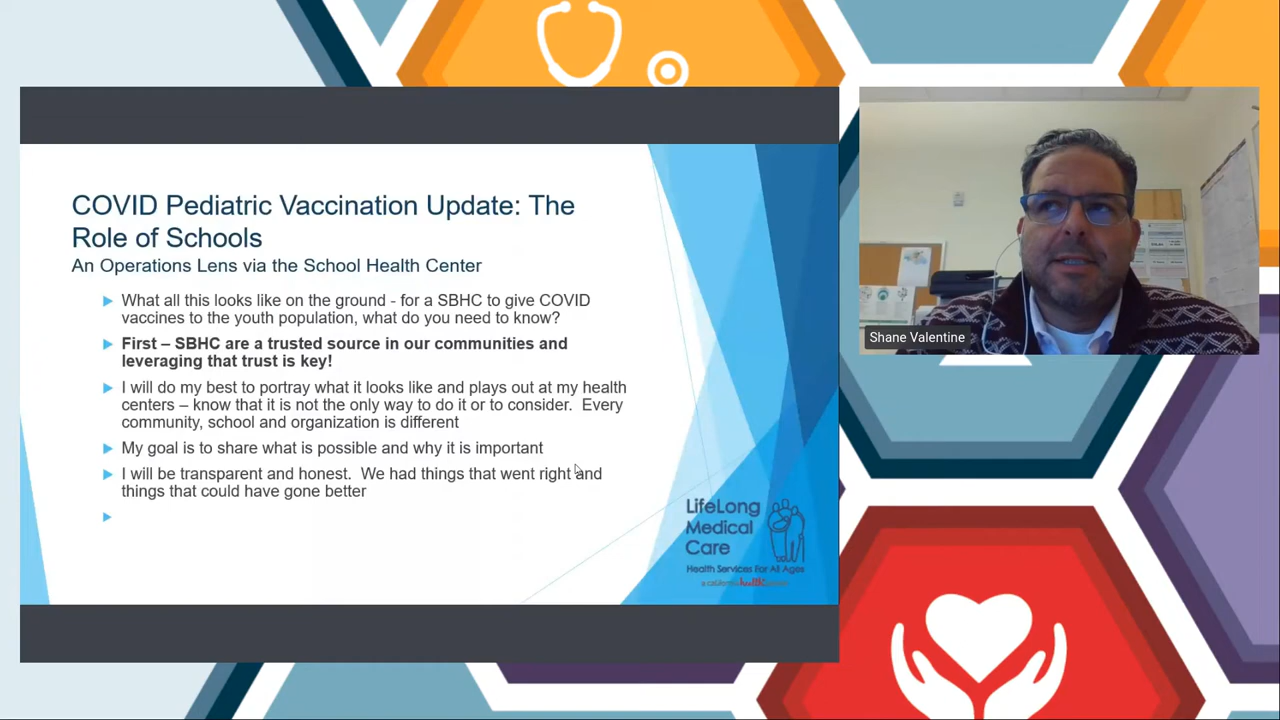 COVID Pediatric Vaccination Update: The
Role of Schools
An Operations Lens via the School Health Center
What all this looks like on the ground - for a SBHC to give COVID
vaccines to the youth population, what do you need to know?
First – SBHC are a trusted source in our communities and
leveraging that trust is key!
I will do my best to portray what it looks like and plays out at my health
centers – know that it is not the only way to do it or to consider. Every
community, school and organization is different
My goal is to share what is possible and why it is important
I will be transparent and honest. We had things that went right and
things that could have gone better
LifeLong
Medical
Care
Health Services For All Ages
Shane Valentine